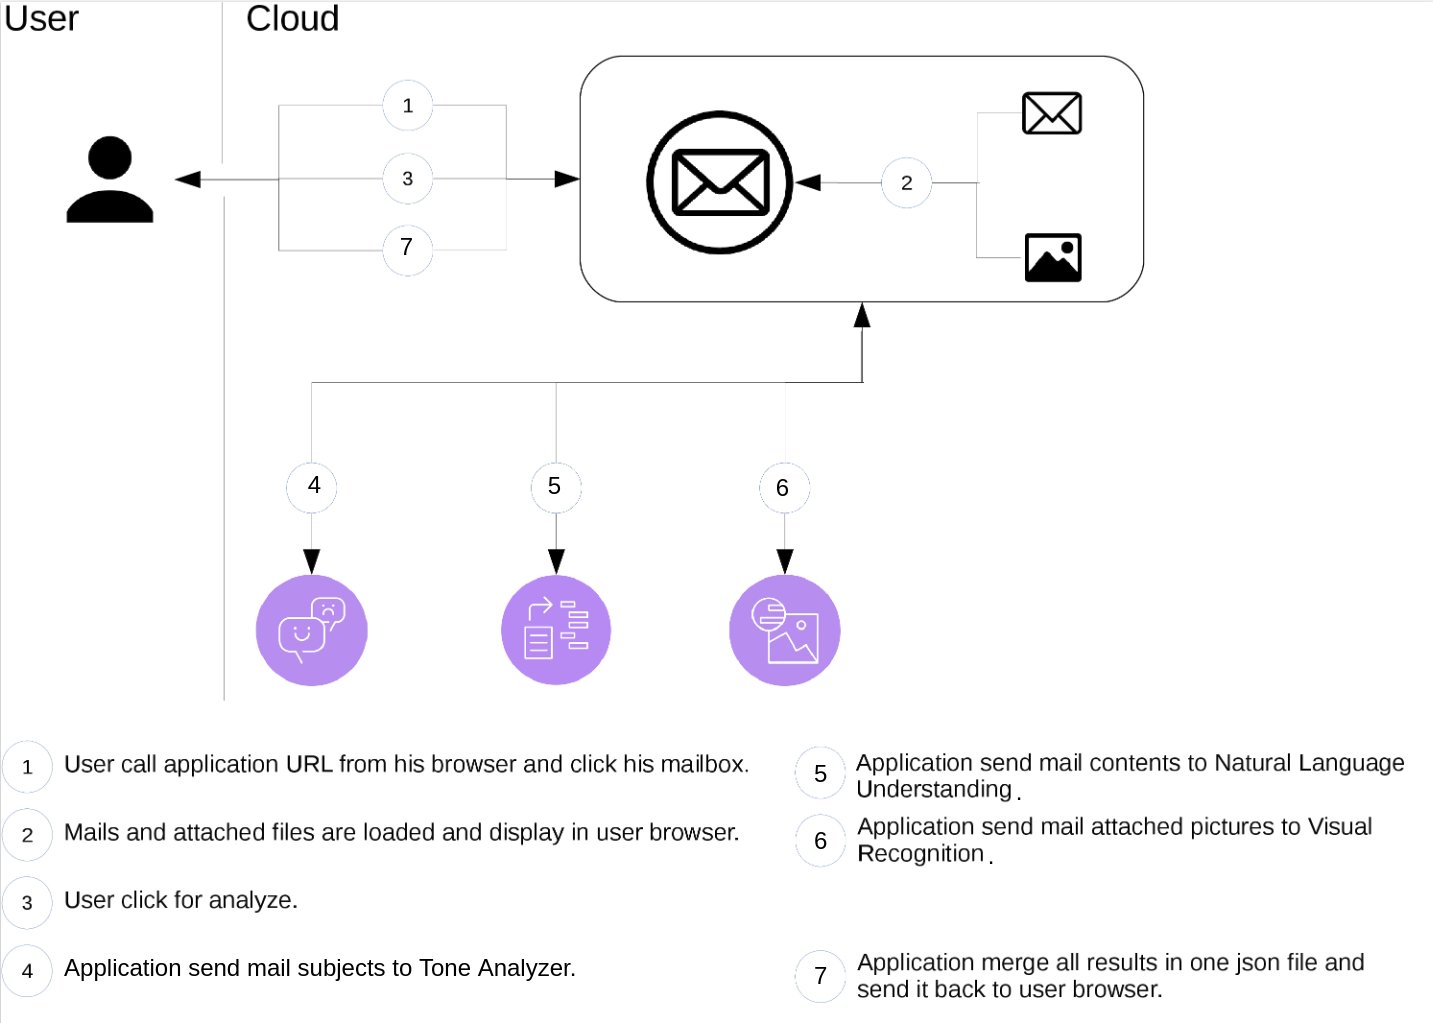 User
Cloud
1
3
7
2
4
5
6
1 User call application URL from his browser and click his mailbox.
2 Mails and attached files are loaded and display in user browser.
3 User click for analyze.
4 Application send mail subjects to Tone Analyzer.
5 Application send mail contents to Natural Language
Understanding .
6 Application send mail attached pictures to Visual
Recognition .
7 Application merge all results in one json file and
send it back to user browser.